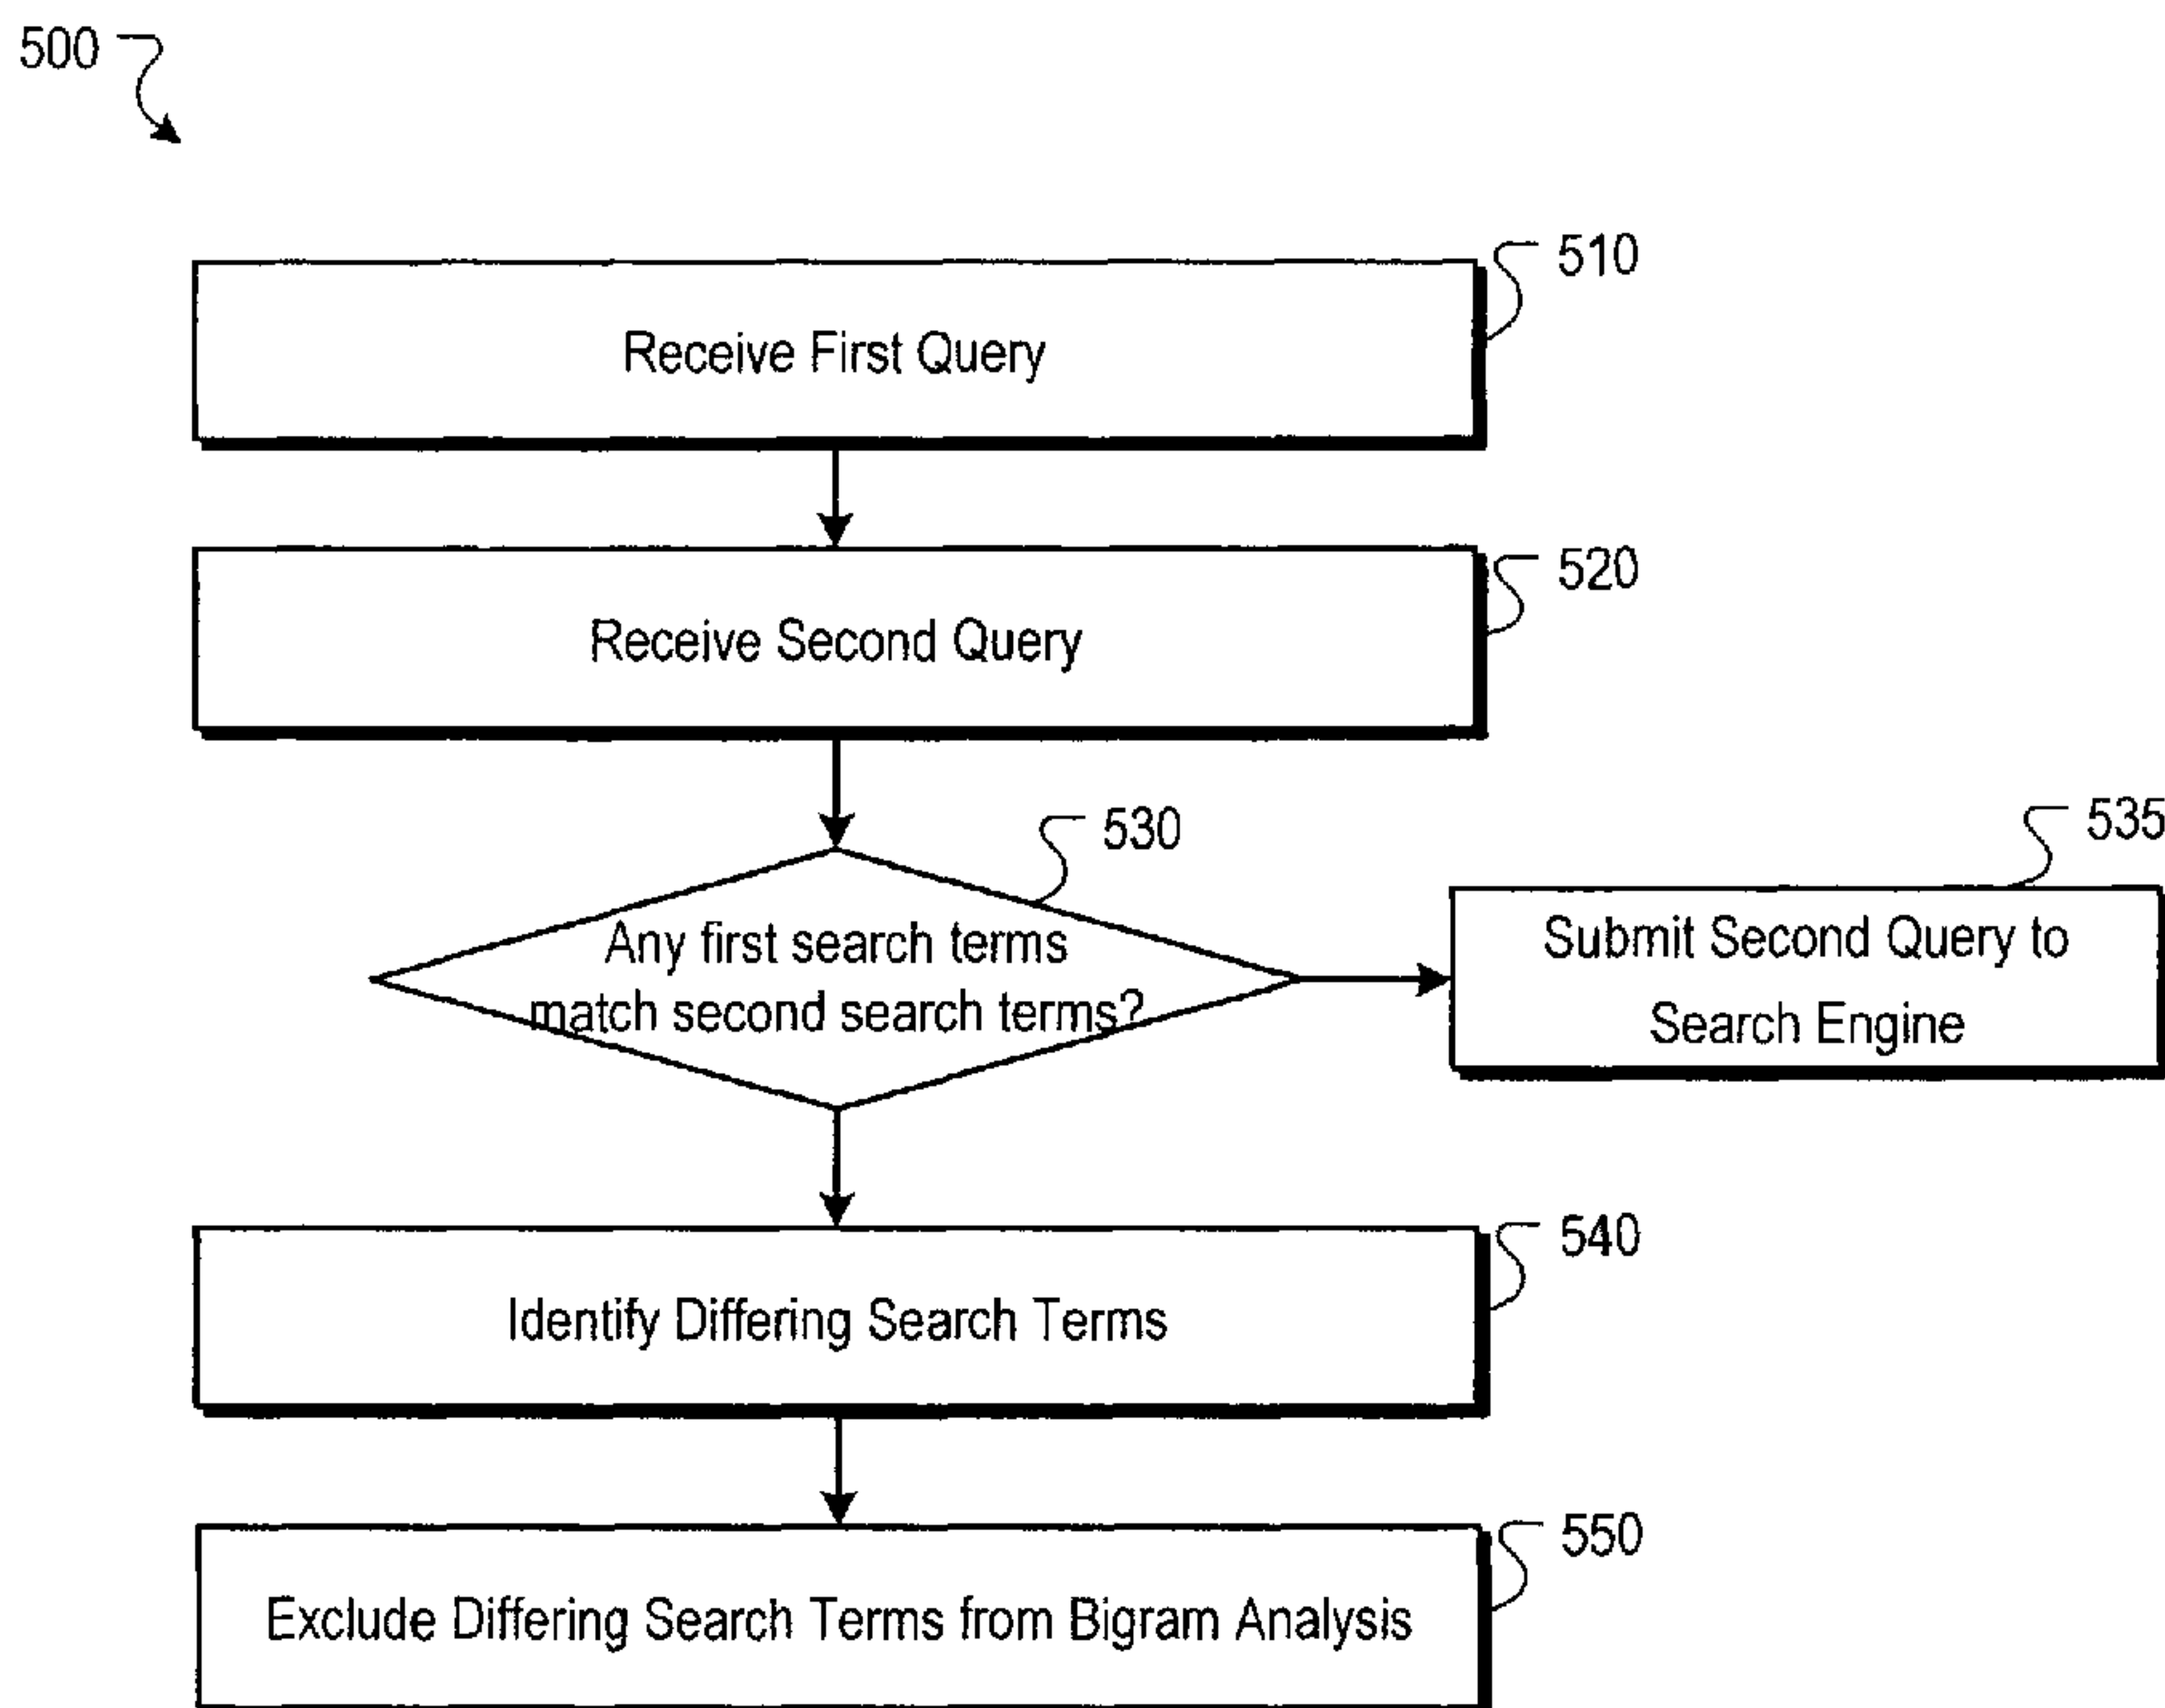 500
510
Receive First Query
520
Receive Second Query
530
535
Any first search terms
match second search terms?
Submit Second Query to
Search Engine
540
Identify Differing Search Terms
550
Exclude Differing Search Terms from Bigram Analysis